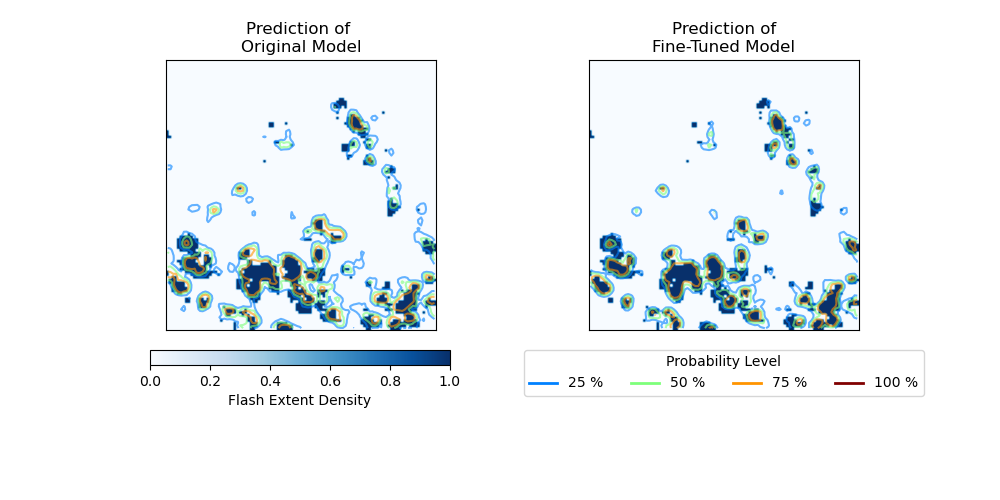 Prediction of
Original Model
Prediction of
Fine-Tuned Model
0.0 0.2 0.4 0.6 0.8 1.0
Flash Extent Density
Probability Level
25 % 50 % 75 % 100 %